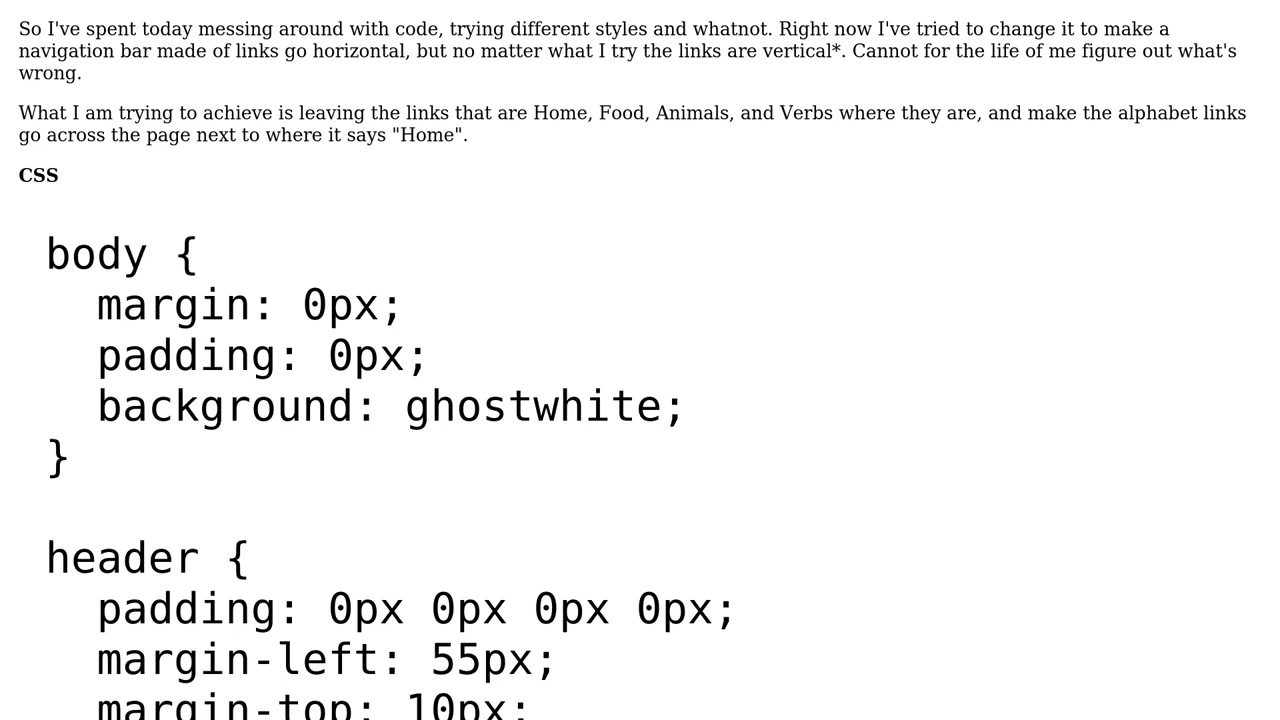 So I've spent today messing around with code, trying different styles and whatnot. Right now I've tried to change it to make a
navigation bar made of links go horizontal, but no matter what I try the links are vertical*. Cannot for the life of me figure out what's
wrong.
What I am trying to achieve is leaving the links that are Home, Food, Animals, and Verbs where they are, and make the alphabet links
go across the page next to where it says "Home".
CSS
body {
  margin: 0px;
  padding: 0px;
  background: ghostwhite;
}
header {
  padding: 0px 0px 0px 0px;
  margin-left: 55px;
  margin-top: 10px;